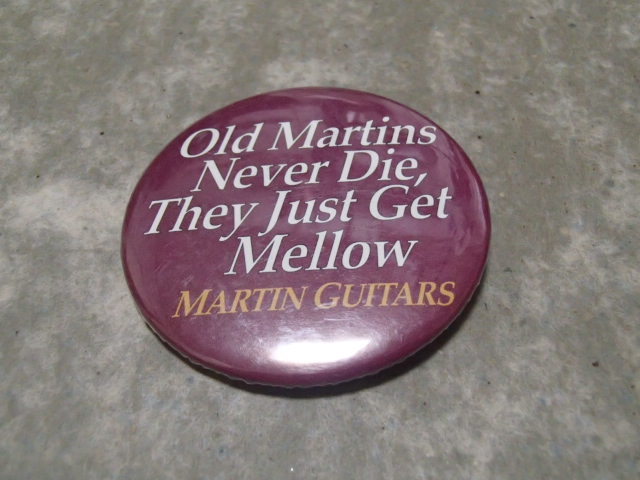 Old Martins
Never Die,
They Just Get
Mellow
MARTIN GUITARS